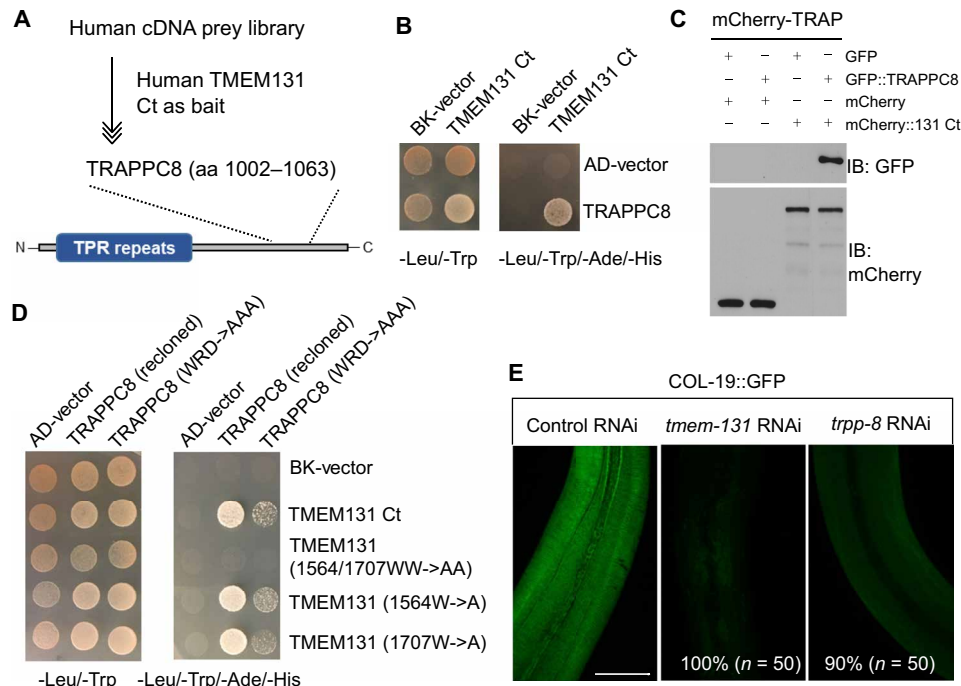 A
Human cDNA prey library
Human TMEM131
Ct as bait
TRAPPC8 (aa 1002–1063)
N
TPR repeats
C
B
BK-vector
TMEM131 Ct
BK-vector
TMEM131 Ct
AD-vector
TRAPPC8
-Leu/-Trp
-Leu/-Trp/-Ade/-His
C
mCherry-TRAP
+ – + – GFP
– + – + GFP::TRAPPC8
+ + – – mCherry
– – + + mCherry::131 Ct
IB: GFP
IB:
mCherry
D
AD-vector
TRAPPC8 (recloned)
TRAPPC8 (WRD->AAA)
AD-vector
TRAPPC8 (recloned)
TRAPPC8 (WRD->AAA)
BK-vector
TMEM131 Ct
TMEM131
(1564/1707WW->AA)
TMEM131 (1564W->A)
TMEM131 (1707W->A)
-Leu/-Trp
-Leu/-Trp/-Ade/-His
E
COL-19::GFP
Control RNAi
tmem-131 RNAi
trpp-8 RNAi
100% (n = 50)
90% (n = 50)